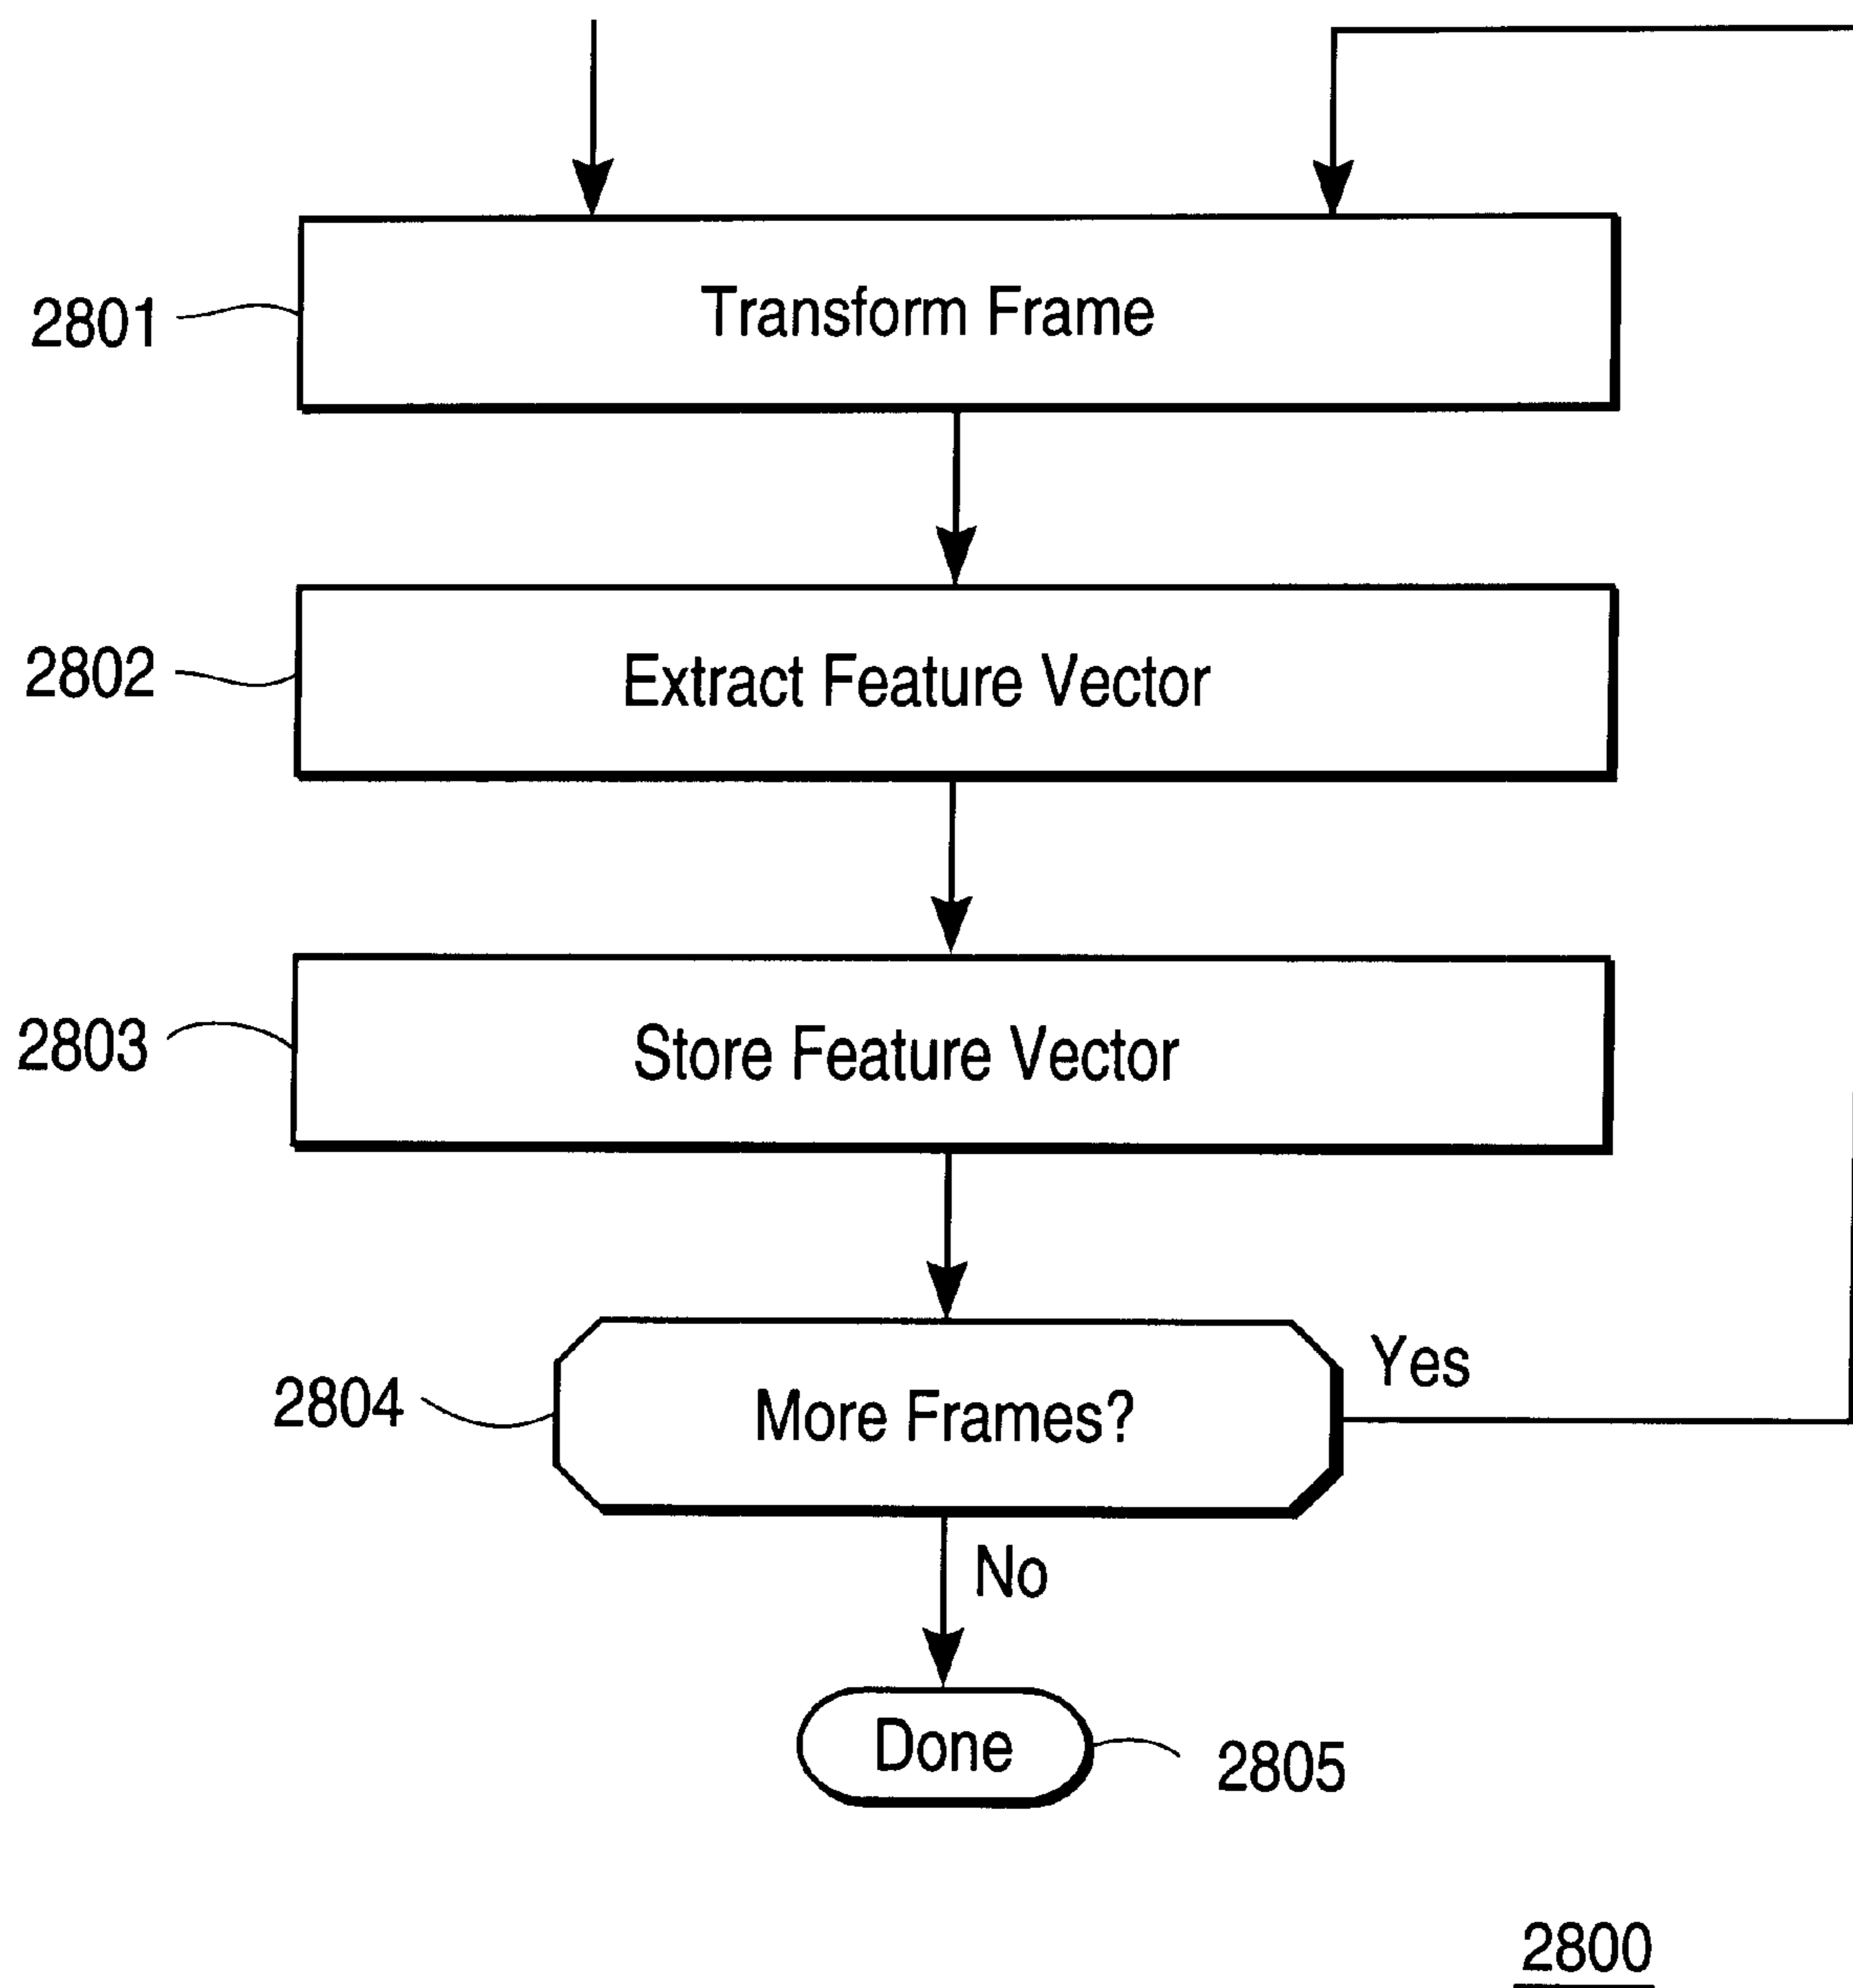 2801
Transform Frame
2802
Extract Feature Vector
2803
Store Feature Vector
2804
More Frames?
Yes
No
Done
2805
2800